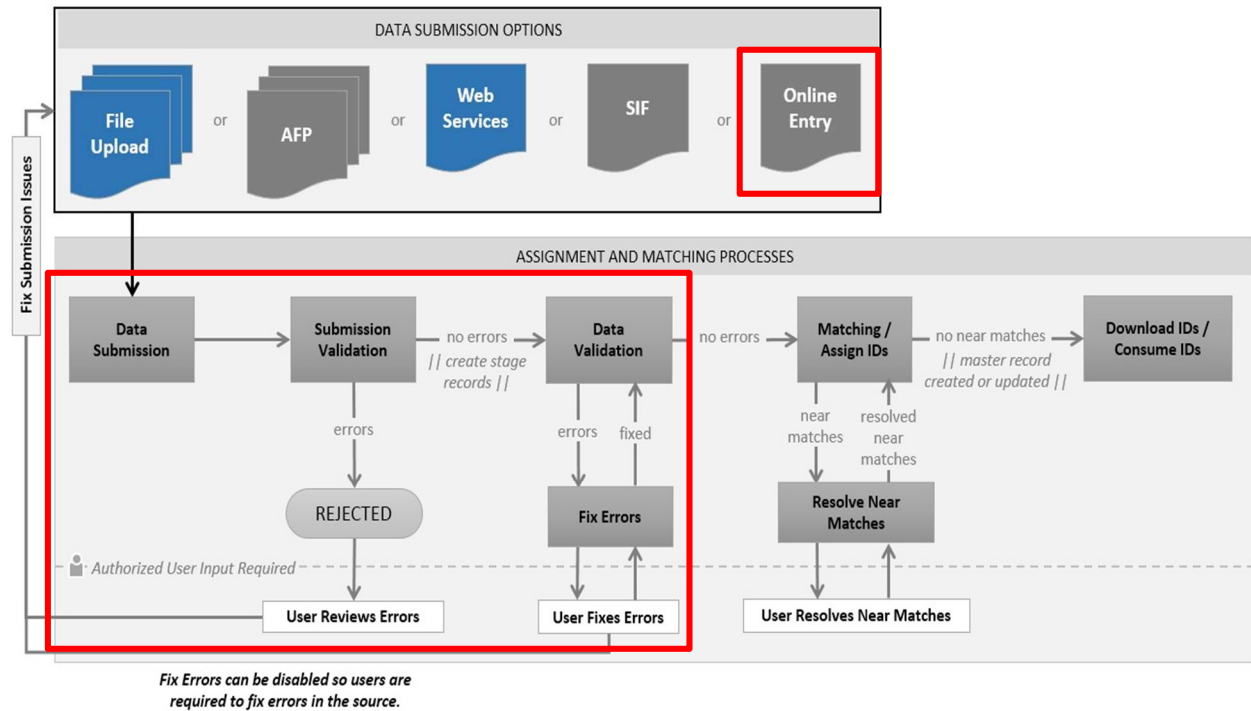 DATA SUBMISSION OPTIONS
File
Upload
or
AFP
or
Web
Services
or
SIF
or
Online
Entry
Fix Submission Issues
ASSIGNMENT AND MATCHING PROCESSES
Data
Submission
Submission
Validation
no errors
|| create stage
records ||
Data
Validation
no errors
Matching /
Assign IDs
no near matches
|| master record
created or updated ||
Download IDs /
Consume IDs
errors
errors
fixed
near
matches
resolved
near
matches
REJECTED
Fix Errors
Resolve Near
Matches
Authorized User Input Required
User Reviews Errors
User Fixes Errors
User Resolves Near Matches
Fix Errors can be disabled so users are
required to fix errors in the source.